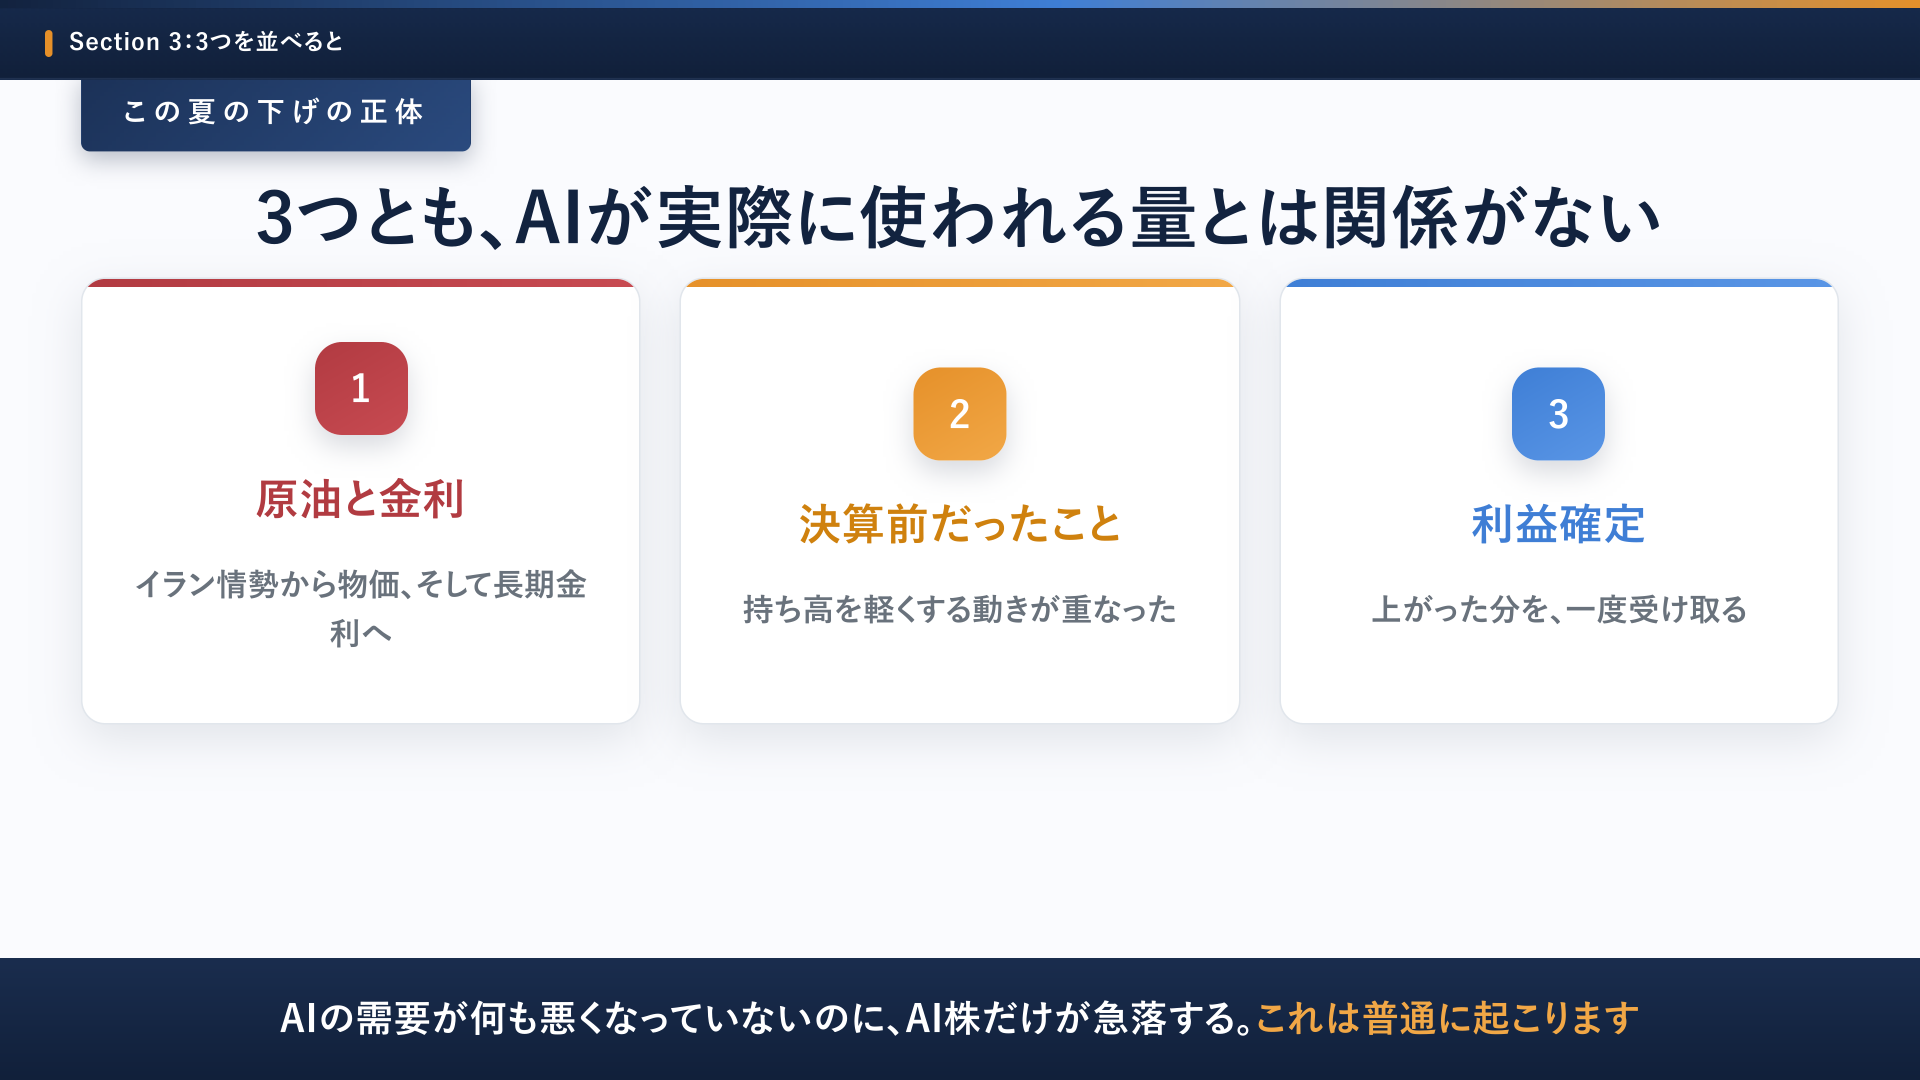 Section 3：3つを並べると
この夏の下げの正体
3つとも、AIが実際に使われる量とは関係がない
1
原油と金利
イラン情勢から物価、そして長期金
利へ
2
決算前だったこと
持ち高を軽くする動きが重なった
3
利益確定
上がった分を、一度受け取る
AIの需要が何も悪くなっていないのに、AI株だけが急落する。これは普通に起こります